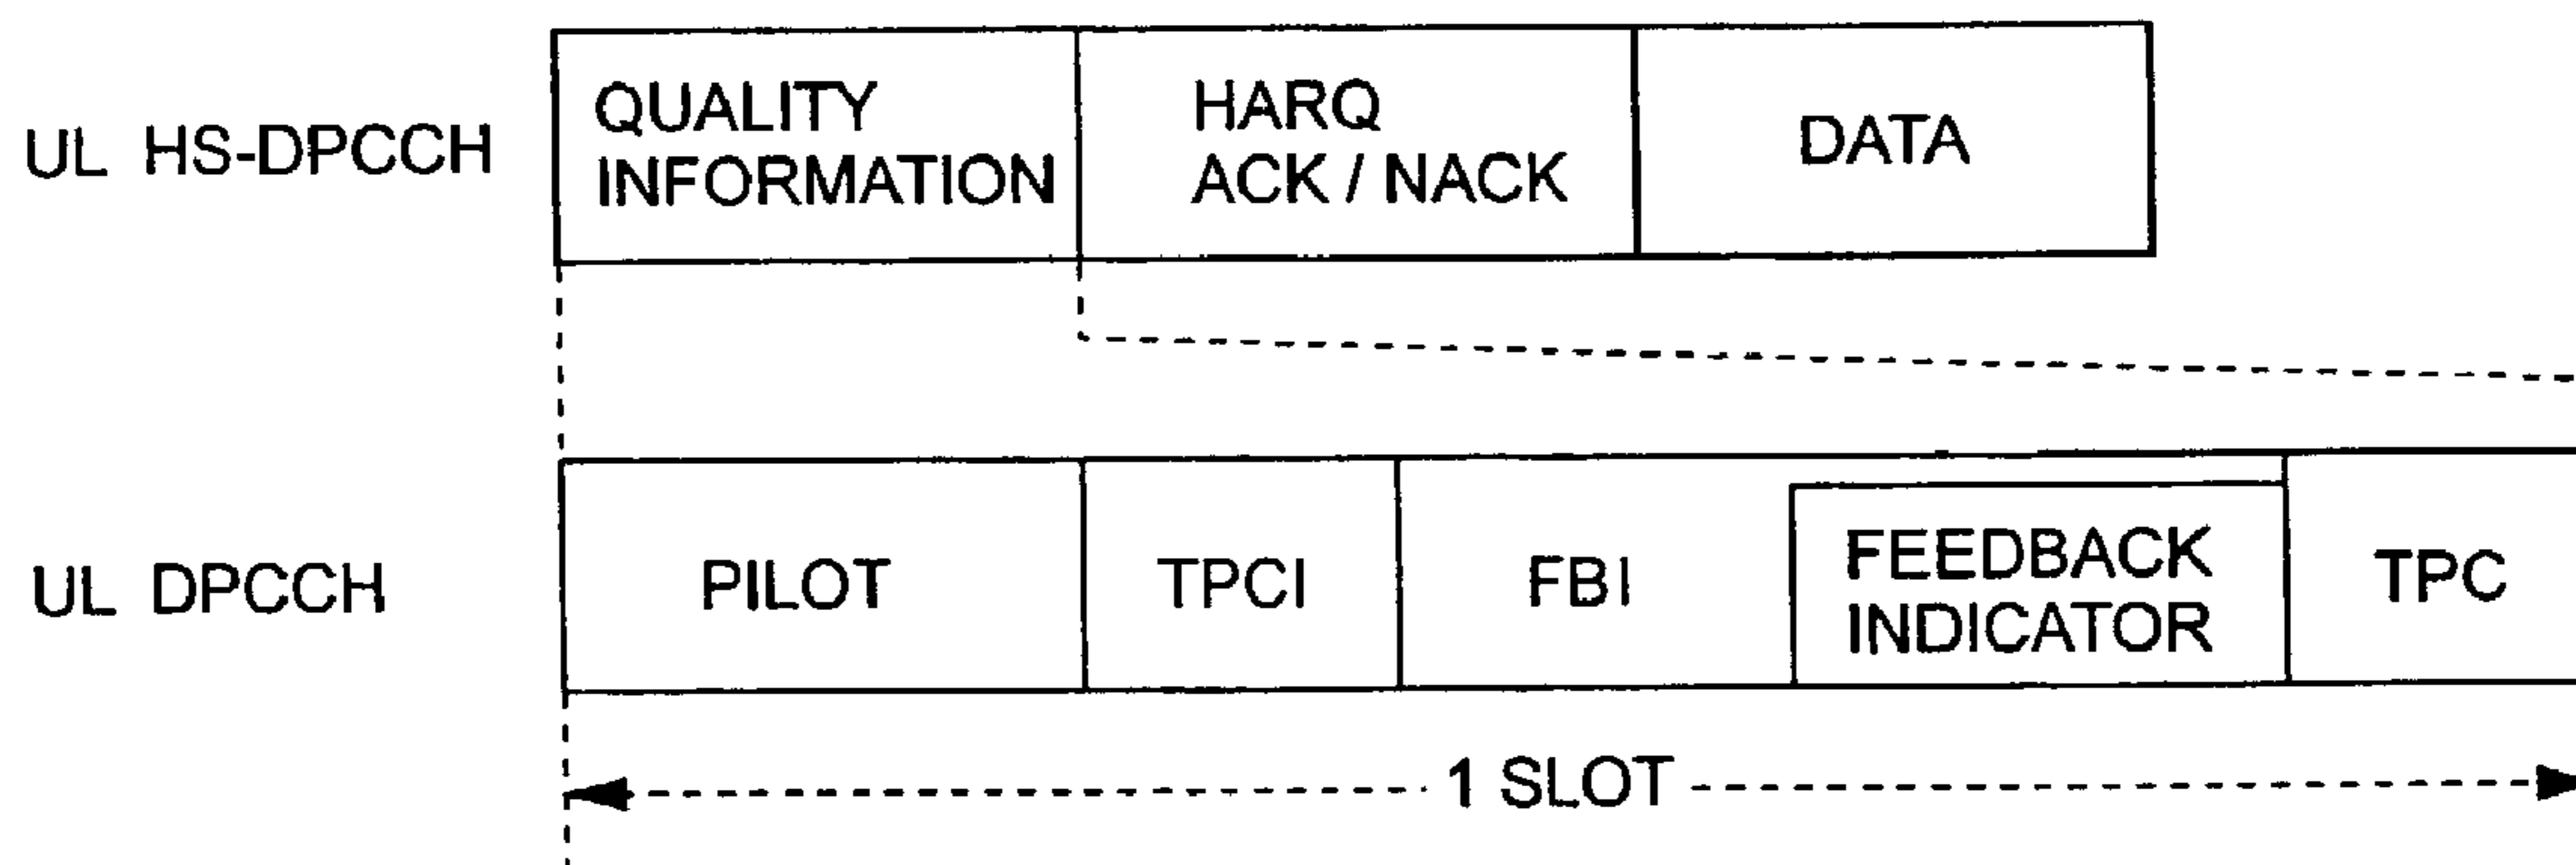 UL HS-DPCCH
QUALITY
INFORMATION
HARQ
ACK / NACK
DATA
UL DPCCH
PILOT
TPCI
FBI
FEEDBACK
INDICATOR
TPC
1 SLOT